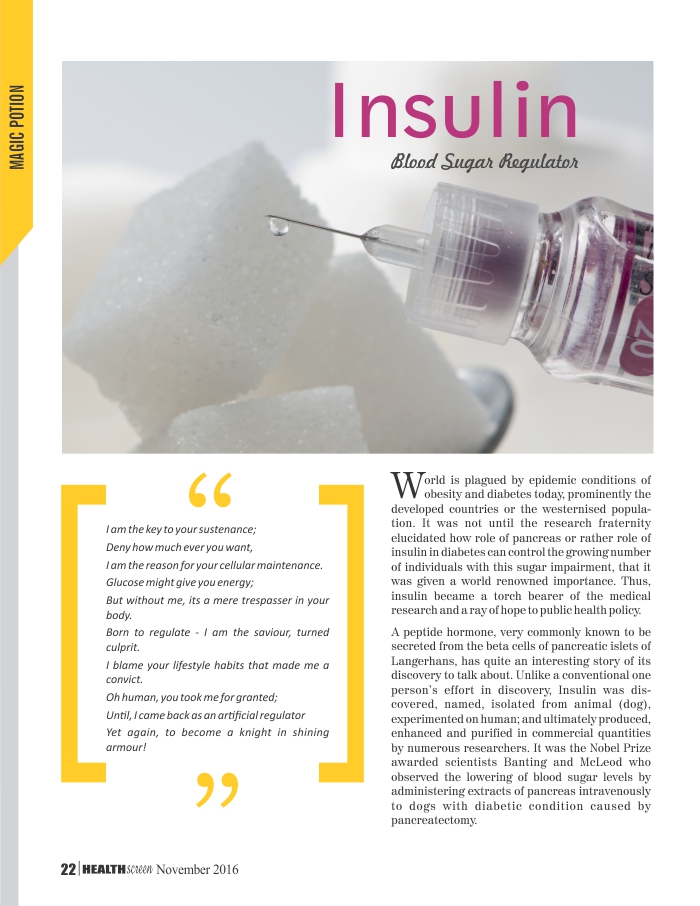 MAGIC POTION
Insulin
Blood Sugar Regulator
20
“
I am the key to your sustenance;
Deny how much ever you want,
I am the reason for your cellular maintenance.
Glucose might give you energy;
But without me, its a mere trespasser in your
body.
Born to regulate - I am the saviour, turned
culprit.
I blame your lifestyle habits that made me a
convict.
Oh human, you took me for granted;
Until, I came back as an artificial regulator
Yet again, to become a knight in shining
armour!
”
World is plagued by epidemic conditions of
obesity and diabetes today, prominently the
developed countries or the westernised popula-
tion. It was not until the research fraternity
elucidated how role of pancreas or rather role of
insulin in diabetes can control the growing number
of individuals with this sugar impairment, that it
was given a world renowned importance. Thus,
insulin became a torch bearer of the medical
research and a ray of hope to public health policy.
A peptide hormone, very commonly known to be
secreted from the beta cells of pancreatic islets of
Langerhans, has quite an interesting story of its
discovery to talk about. Unlike a conventional one
person's effort in discovery, Insulin was dis-
covered, named, isolated from animal (dog),
experimented on human; and ultimately produced,
enhanced and purified in commercial quantities
by numerous researchers. It was the Nobel Prize
awarded scientists Banting and McLeod who
observed the lowering of blood sugar levels by
administering extracts of pancreas intravenously
to dogs with diabetic condition caused by
pancreatectomy.
22 | HEALTH screen November 2016